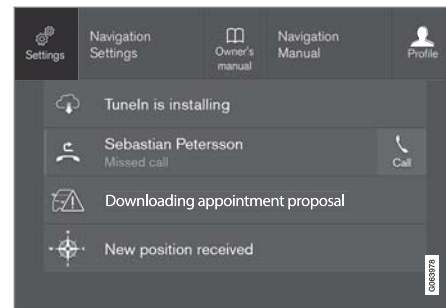 Settings
Navigation
Settings
Owner's
manual
Navigation
Manual
Profile
TuneIn is installing
Sebastian Petersson
Missed call
Call
Downloading appointment proposal
New position received
G063978